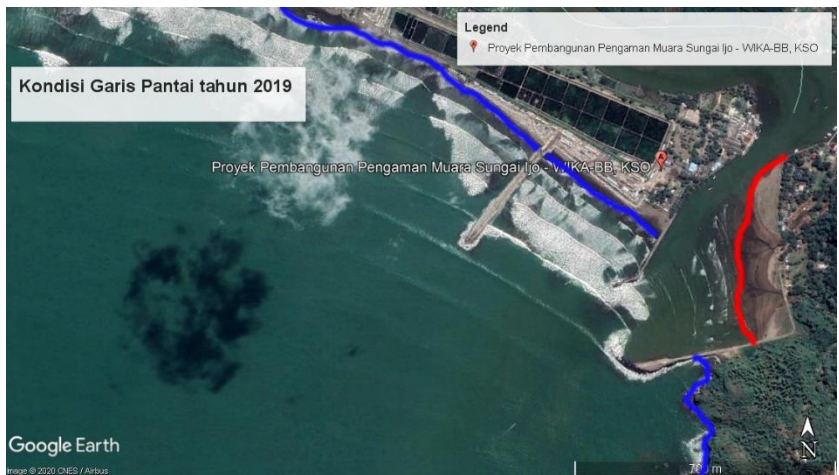 Legend
Proyek Pembangunan Pengaman Muara Sungai Ijo - WIKA-BB, KSO
Kondisi Garis Pantai tahun 2019
Proyek Pembangunan Pengaman Muara Sungai Ijo - WIKA-BB, KSO
N
Google Earth
Image © 2020 CNES / Airbus
700 m